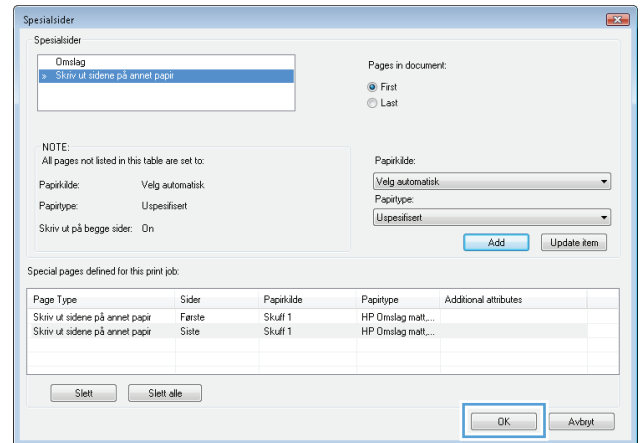 Spesialsider
Spesialsider
Omslag
» Skriv ut sidene på annet papir
Pages in document:
First
Last
NOTE:
All pages not listed in this table are set to:
Papirkilde: Velg automatisk
Papirtype: Uspesifisert
Skriv ut på begge sider: On
Papirkilde:
Velg automatisk
Papirtype:
Uspesifisert
Add Update item
Special pages defined for this print job:
Page Type Sider Papirkilde Papirtype Additional attributes
Skriv ut sidene på annet papir Første Skuff 1 HP Omslag matt,...
Skriv ut sidene på annet papir Siste Skuff 1 HP Omslag matt,...
Slett Slett alle
OK Avbryt